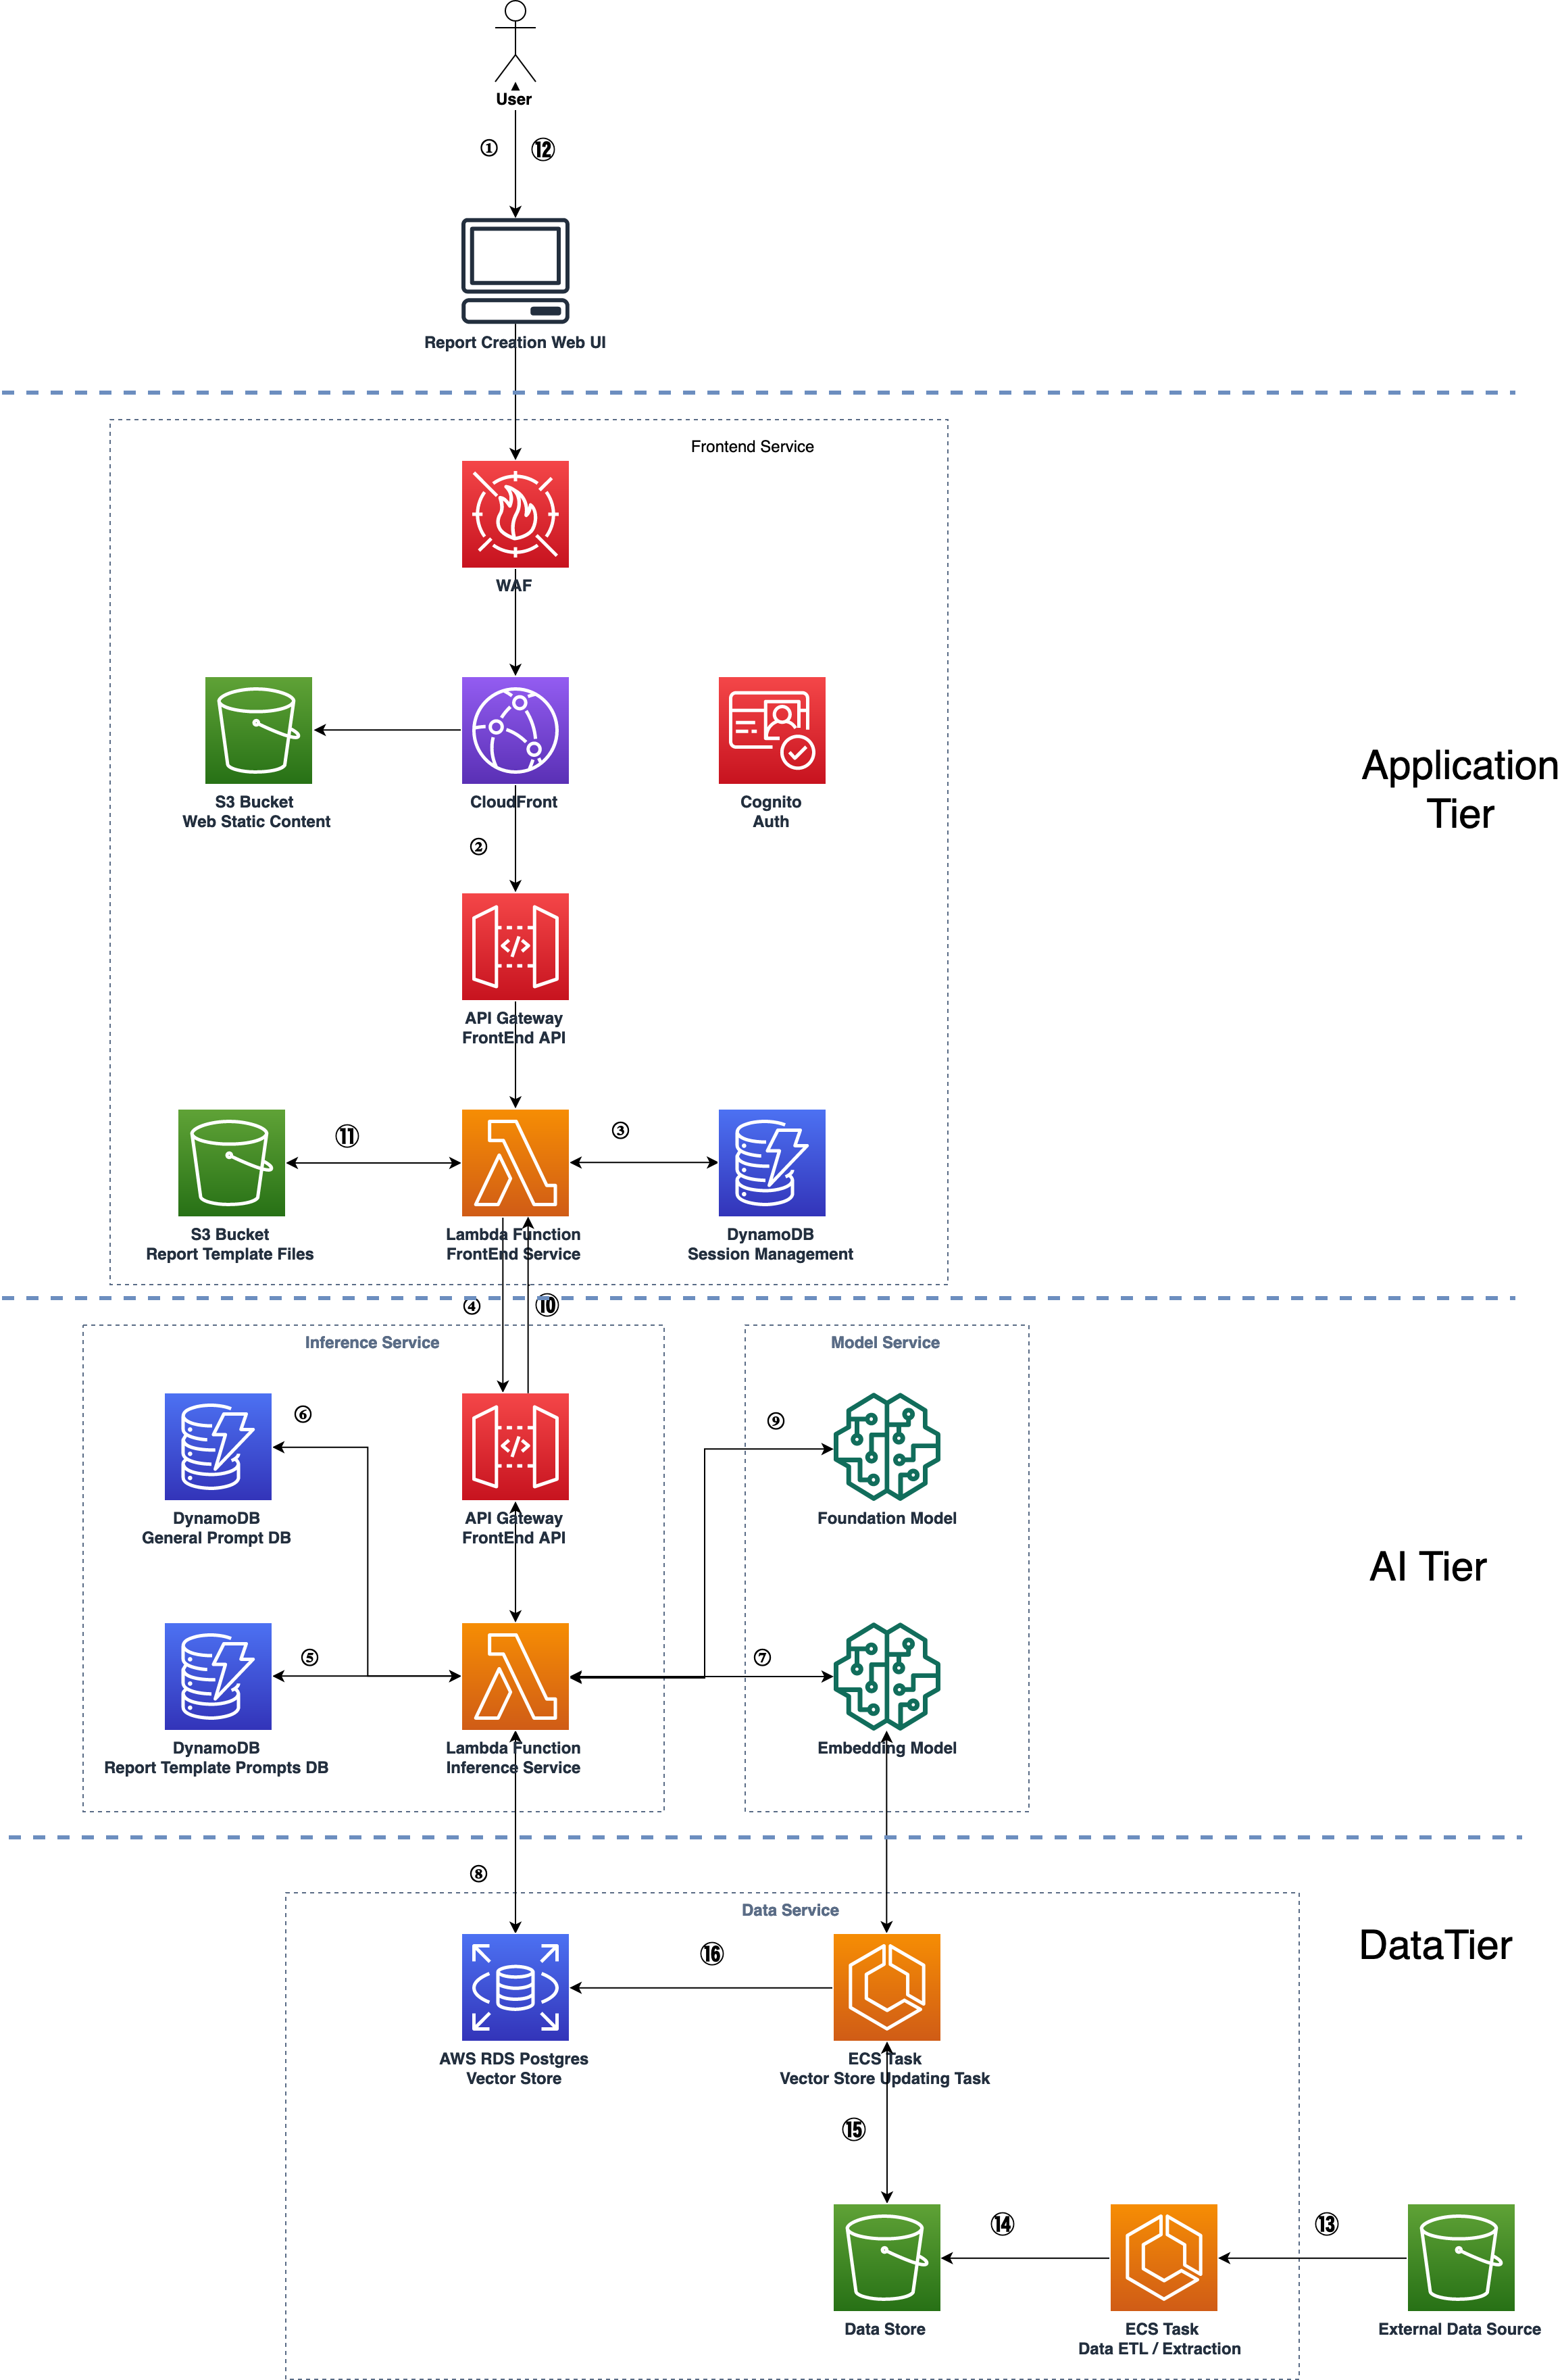 User
①
⑫
Report Creation Web UI
Frontend Service
WAF
S3 Bucket
Web Static Content
CloudFront
Cognito
Auth
Application
Tier
②
API Gateway
FrontEnd API
⑪
③
S3 Bucket
Report Template Files
Lambda Function
FrontEnd Service
DynamoDB
Session Management
④
⑩
Inference Service
Model Service
⑥
⑨
DynamoDB
General Prompt DB
API Gateway
FrontEnd API
Foundation Model
AI Tier
⑤
⑦
DynamoDB
Report Template Prompts DB
Lambda Function
Inference Service
Embedding Model
⑧
Data Service
DataTier
⑯
AWS RDS Postgres
Vector Store
ECS Task
Vector Store Updating Task
⑮
⑭
⑬
Data Store
ECS Task
Data ETL / Extraction
External Data Source